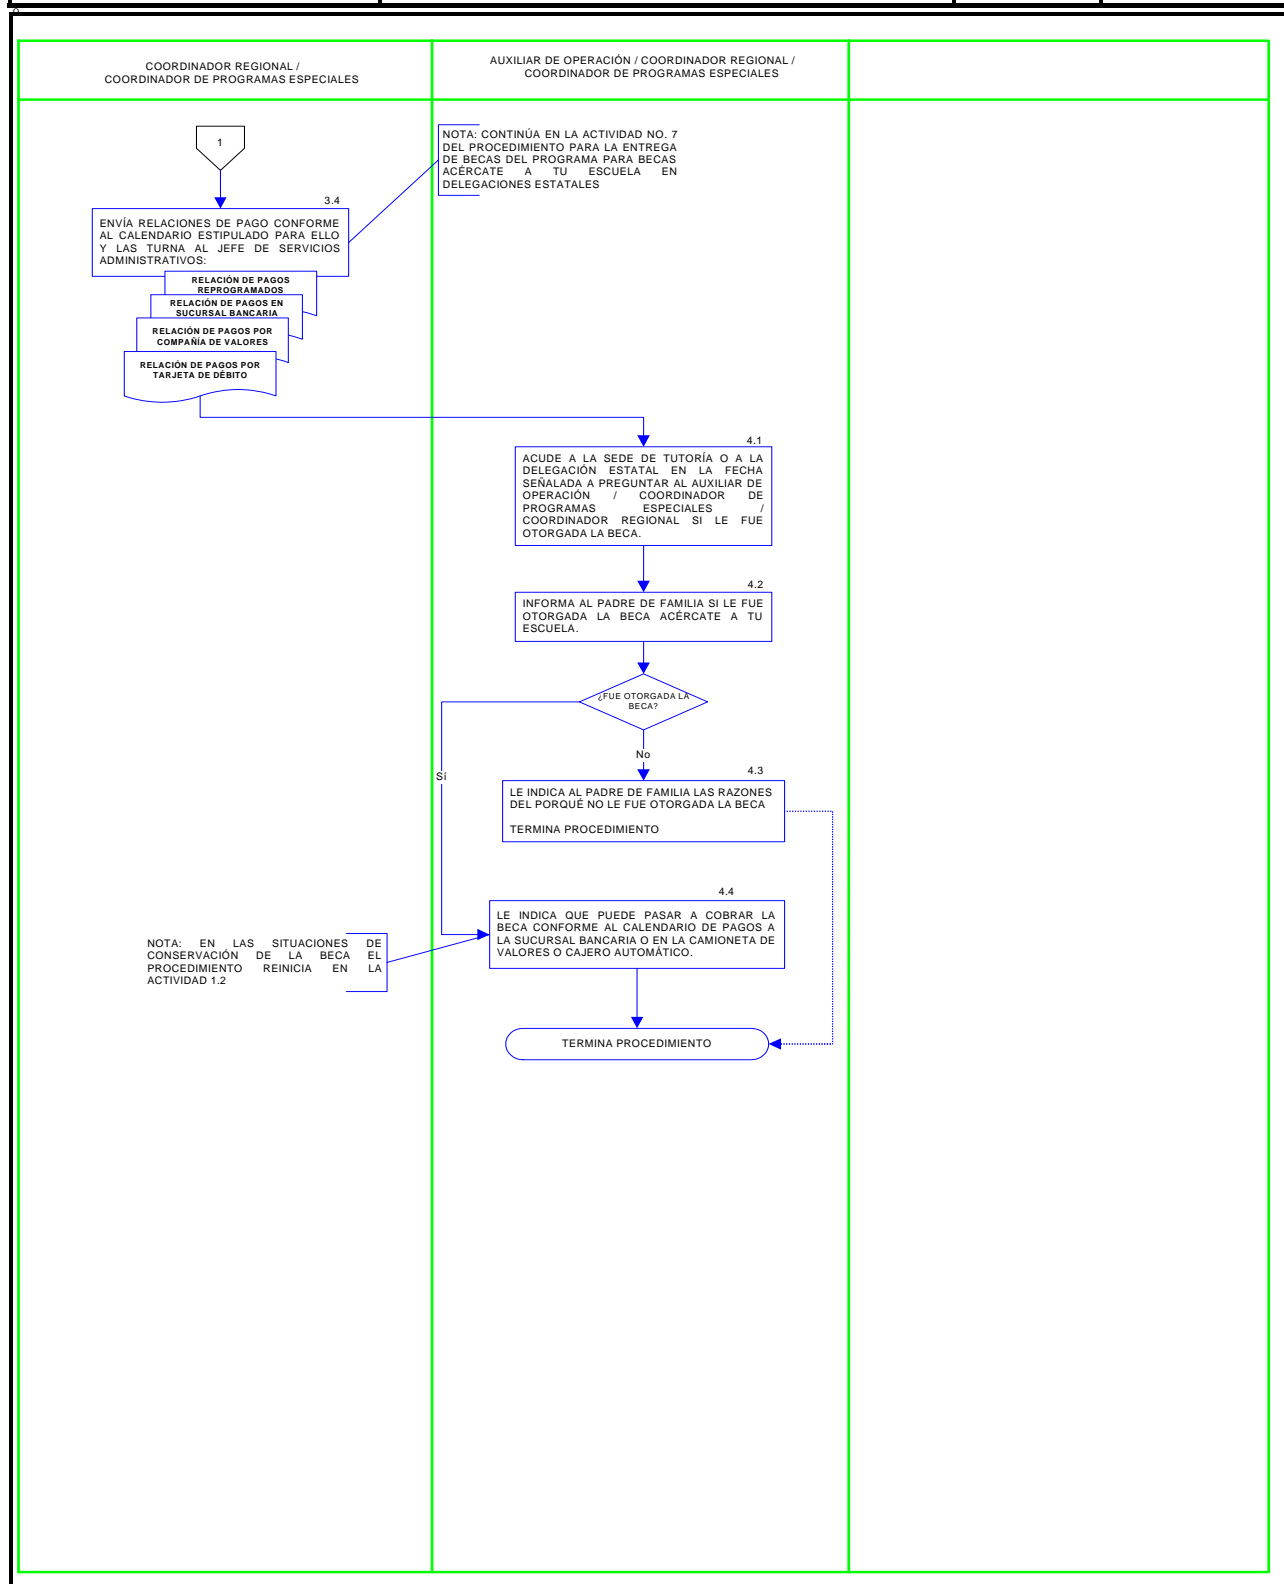 COORDINADOR REGIONAL /
COORDINADOR DE PROGRAMAS ESPECIALES
AUXILIAR DE OPERACIÓN / COORDINADOR REGIONAL /
COORDINADOR DE PROGRAMAS ESPECIALES
1
NOTA: CONTINÚA EN LA ACTIVIDAD NO. 7
DEL PROCEDIMIENTO PARA LA ENTREGA
DE BECAS DEL PROGRAMA PARA BECAS
ACÉRCATE A TU ESCUELA EN
DELEGACIONES ESTATALES
3.4
ENVÍA RELACIONES DE PAGO CONFORME
AL CALENDARIO ESTIPULADO PARA ELLO
Y LAS TURNA AL JEFE DE SERVICIOS
ADMINISTRATIVOS:
RELACIÓN DE PAGOS
REPROGRAMADOS
RELACIÓN DE PAGOS EN
SUCURSAL BANCARIA
RELACIÓN DE PAGOS POR
COMPAÑÍA DE VALORES
RELACIÓN DE PAGOS POR
TARJETA DE DÉBITO
4.1
ACUDE A LA SEDE DE TUTORÍA O A LA
DELEGACIÓN ESTATAL EN LA FECHA
SEÑALADA A PREGUNTAR AL AUXILIAR DE
OPERACIÓN / COORDINADOR DE
PROGRAMAS ESPECIALES /
COORDINADOR REGIONAL SI LE FUE
OTORGADA LA BECA.
4.2
INFORMA AL PADRE DE FAMILIA SI LE FUE
OTORGADA LA BECA ACÉRCATE A TU
ESCUELA.
¿FUE OTORGADA LA
BECA?
No
Sí
4.3
LE INDICA AL PADRE DE FAMILIA LAS RAZONES
DEL PORQUÉ NO LE FUE OTORGADA LA BECA
TERMINA PROCEDIMIENTO
4.4
LE INDICA QUE PUEDE PASAR A COBRAR LA
BECA CONFORME AL CALENDARIO DE PAGOS A
LA SUCURSAL BANCARIA O EN LA CAMIONETA DE
VALORES O CAJERO AUTOMÁTICO.
NOTA: EN LAS SITUACIONES DE
CONSERVACIÓN DE LA BECA EL
PROCEDIMIENTO REINICIA EN LA
ACTIVIDAD 1.2
TERMINA PROCEDIMIENTO